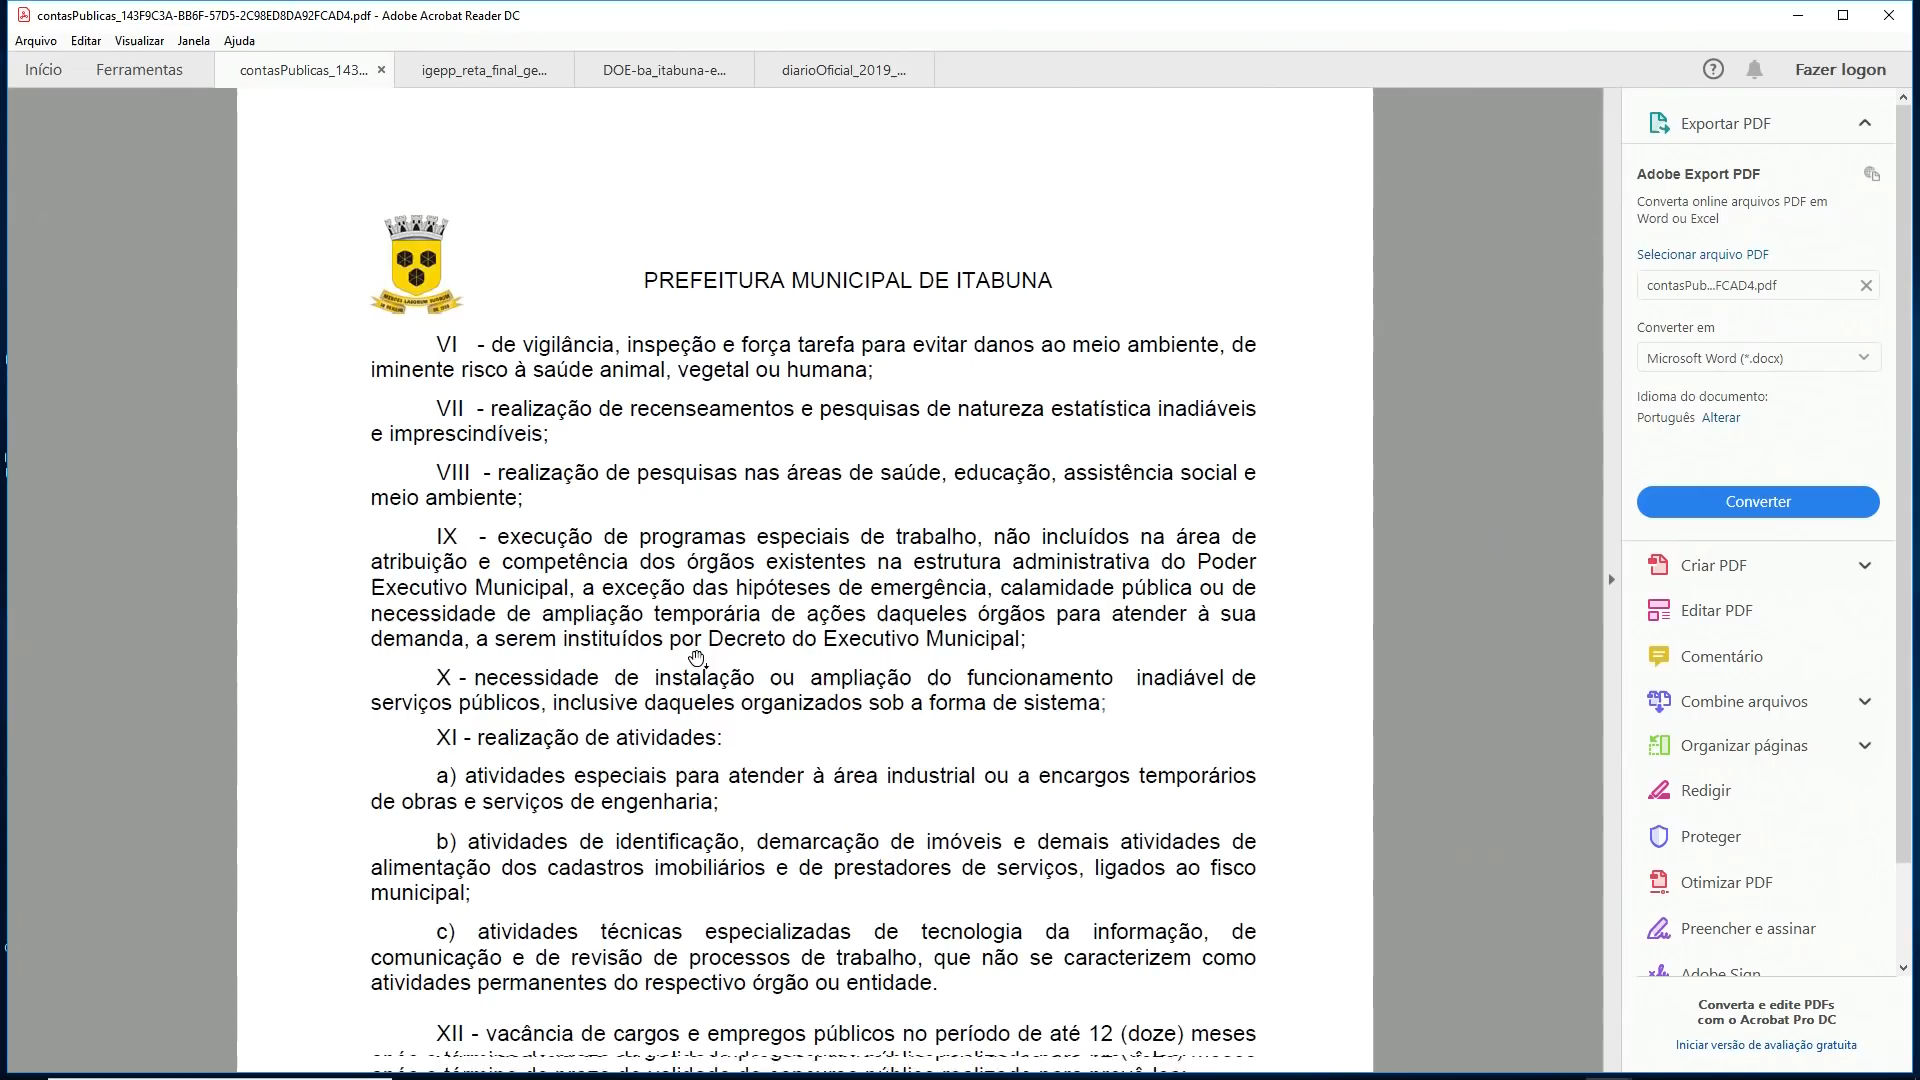 contasPublicas_143F9C3A-BB6F-57D5-2C98ED8DA92FCAD4.pdf - Adobe Acrobat Reader DC
Arquivo Editar Visualizar Janela Ajuda
Início Ferramentas contasPublicas_143... igepp_reta_final_ge... DOE-ba_itabuna-e... diarioOficial_2019_... Fazer logon
PREFEITURA MUNICIPAL DE ITABUNA
VI - de vigilância, inspeção e força tarefa para evitar danos ao meio ambiente, de
iminente risco à saúde animal, vegetal ou humana;
VII - realização de recenseamentos e pesquisas de natureza estatística inadiáveis
e imprescindíveis;
VIII - realização de pesquisas nas áreas de saúde, educação, assistência social e
meio ambiente;
IX - execução de programas especiais de trabalho, não incluídos na área de
atribuição e competência dos órgãos existentes na estrutura administrativa do Poder
Executivo Municipal, a exceção das hipóteses de emergência, calamidade pública ou de
necessidade de ampliação temporária de ações daqueles órgãos para atender à sua
demanda, a serem instituídos por Decreto do Executivo Municipal;
X - necessidade de instalação ou ampliação do funcionamento inadiável de
serviços públicos, inclusive daqueles organizados sob a forma de sistema;
XI - realização de atividades:
a) atividades especiais para atender à área industrial ou a encargos temporários
de obras e serviços de engenharia;
b) atividades de identificação, demarcação de imóveis e demais atividades de
alimentação dos cadastros imobiliários e de prestadores de serviços, ligados ao fisco
municipal;
c) atividades técnicas especializadas de tecnologia da informação, de
comunicação e de revisão de processos de trabalho, que não se caracterizem como
atividades permanentes do respectivo órgão ou entidade.
XII - vacância de cargos e empregos públicos no período de até 12 (doze) meses
Exportar PDF
Adobe Export PDF
Converta online arquivos PDF em
Word ou Excel
Selecionar arquivo PDF
contasPub...FCAD4.pdf
Converter em
Microsoft Word (*.docx)
Idioma do documento:
Português Alterar
Converter
Criar PDF
Editar PDF
Comentário
Combine arquivos
Organizar páginas
Redigir
Proteger
Otimizar PDF
Preencher e assinar
Adobe Sign
Converta e edite PDFs
com o Acrobat Pro DC
Iniciar versão de avaliação gratuita